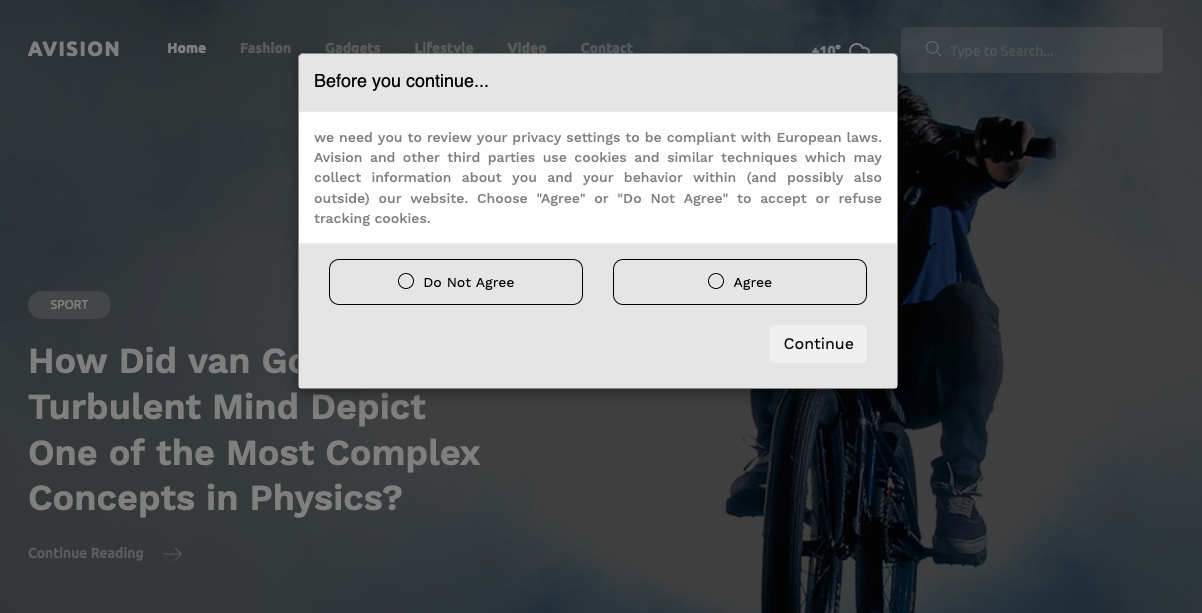 AVISION
Home Fashion Gadgets Lifestyle Video Contact
+10°
Type to Search...
Before you continue...
we need you to review your privacy settings to be compliant with European laws.
Avision and other third parties use cookies and similar techniques which may
collect information about you and your behavior within (and possibly also
outside) our website. Choose "Agree" or "Do Not Agree" to accept or refuse
tracking cookies.
Do Not Agree
Agree
Continue
SPORT
How Did van
Turbulent Mind Depict
One of the Most Complex
Concepts in Physics?
Continue Reading